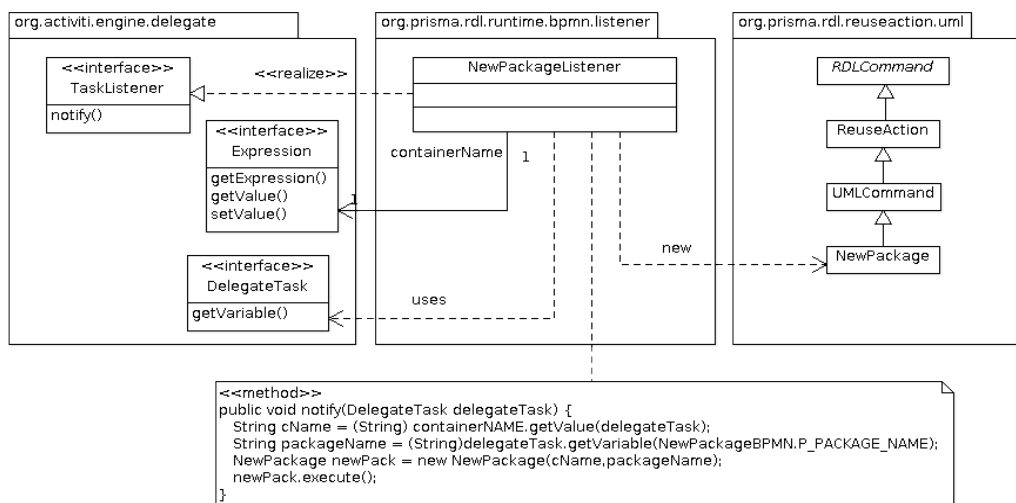 org.activiti.engine.delegate
org.prisma.rdl.runtime.bpmn.listener
org.prisma.rdl.reuseaction.uml
<<interface>>
TaskListener
notify()
<<realize>>
NewPackageListener
RDLCommand
ReuseAction
UMLCommand
NewPackage
<<interface>>
Expression
getExpression()
getValue()
setValue()
containerName
1
1
new
<<interface>>
DelegateTask
getVariable()
uses
<<method>>
public void notify(DelegateTask delegateTask) {
String cName = (String) containerNAME.getValue(delegateTask);
String packageName = (String)delegateTask.getVariable(NewPackageBPMN.P_PACKAGE_NAME);
NewPackage newPack = new NewPackage(cName,packageName);
newPack.execute();
}